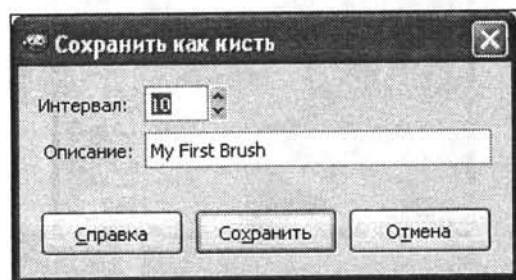 Сохранить как кисть
Интервал: 10
Описание: My First Brush
Справка Сохранить Отмена